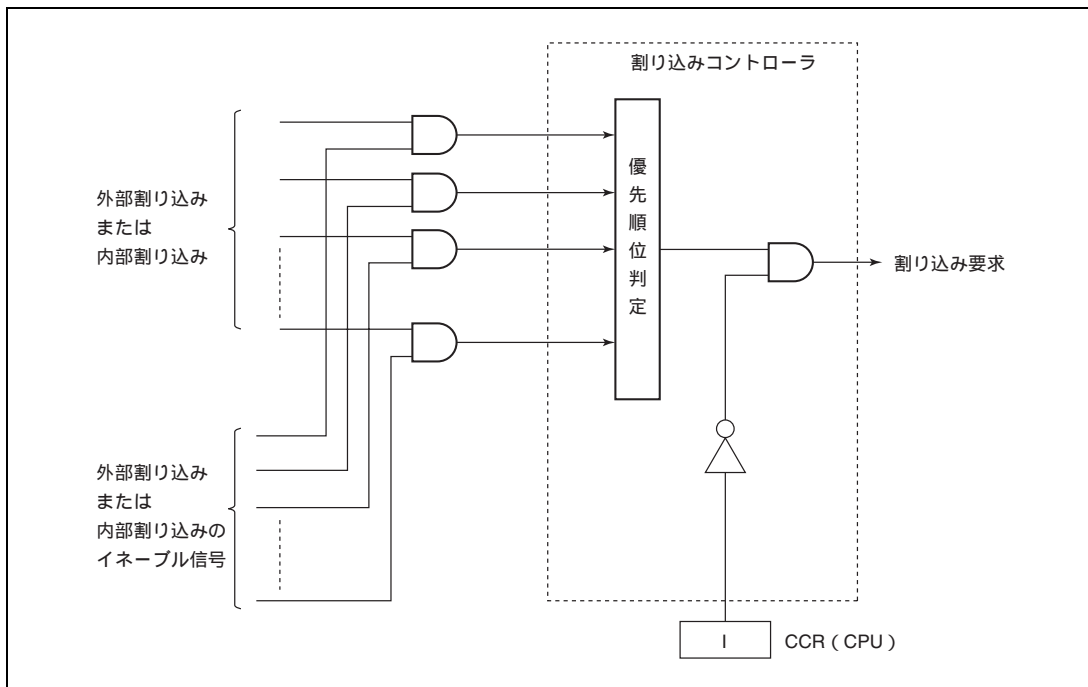 割り込みコントローラ
外部割り込み
または
内部割り込み
優先順位判定
割り込み要求
外部割り込み
または
内部割り込みの
イネーブル信号
I
CCR(CPU)